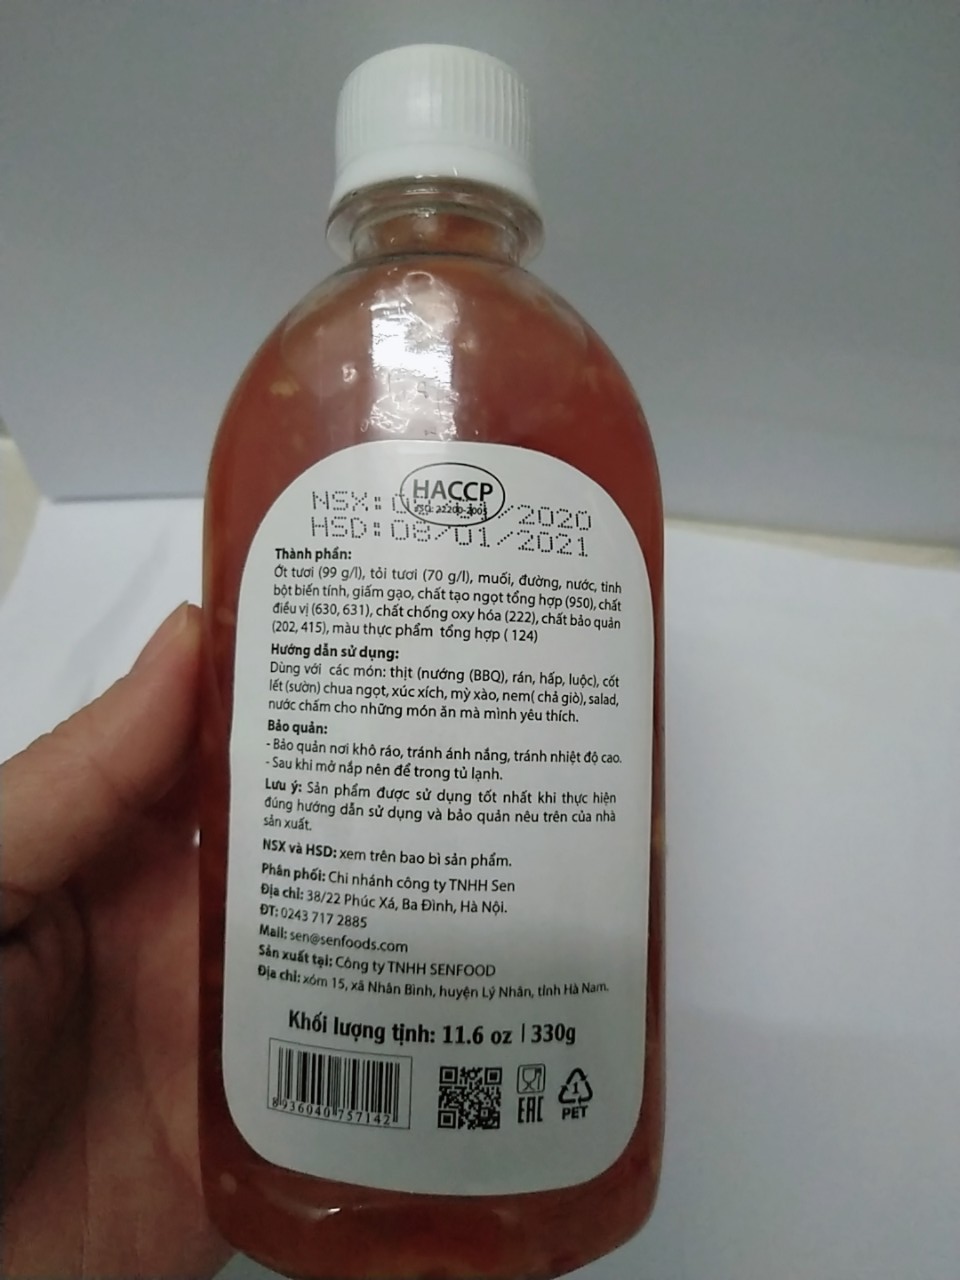 HACCP
NSX: /2020
HSD: 08/01/2021
Thành phần:
Ớt tươi (99 g/l), tỏi tươi (70 g/l), muối, đường, nước, tinh
bột biến tính, giấm gạo, chất tạo ngọt tổng hợp (950), chất
điều vị (630, 631), chất chống oxy hóa (222), chất bảo quản
(202, 415), màu thực phẩm tổng hợp ( 124)
Hướng dẫn sử dụng:
Dùng với các món: thịt (nướng (BBQ), rán, hấp, luộc), cốt
lết (sườn) chua ngọt, xúc xích, mỳ xào, nem( chả giò), salad,
nước chấm cho những món ăn mà mình yêu thích.
Bảo quản:
- Bảo quản nơi khô ráo, tránh ánh nắng, tránh nhiệt độ cao.
- Sau khi mở nắp nên để trong tủ lạnh.
Lưu ý: Sản phẩm được sử dụng tốt nhất khi thực hiện
đúng hướng dẫn sử dụng và bảo quản nêu trên của nhà
sản xuất.
NSX và HSD: xem trên bao bì sản phẩm.
Phân phối: Chi nhánh công ty TNHH Sen
Địa chỉ: 38/22 Phúc Xá, Ba Đình, Hà Nội.
ĐT: 0243 717 2885
Mail: sen@senfoods.com
Sản xuất tại: Công ty TNHH SENFOOD
Địa chỉ: xóm 15, xã Nhân Bình, huyện Lý Nhân, tỉnh Hà Nam.
Khối lượng tịnh: 11.6 oz | 330g
8 936040 757142
EAC
1
PET